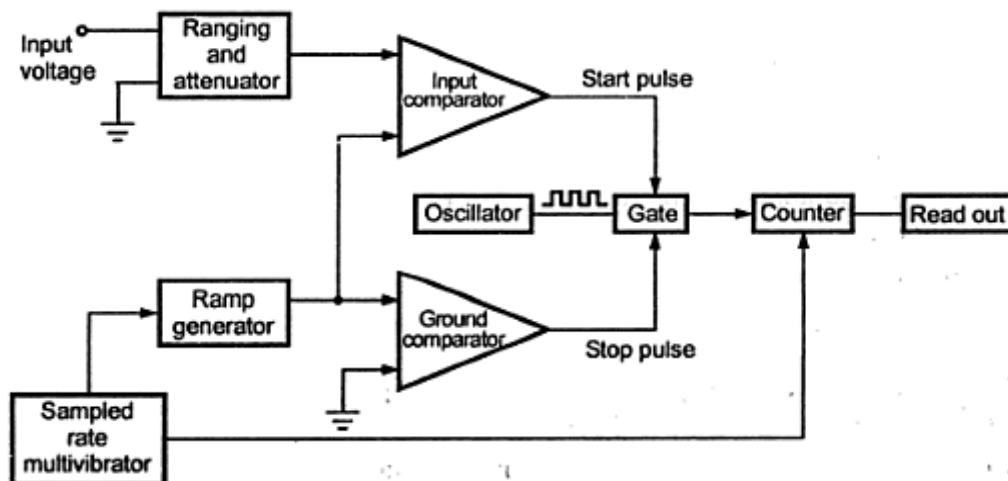 Input
voltage
Ranging
and
attenuator
Input
comparator
Start pulse
Oscillator
Gate
Counter
Read out
Ramp
generator
Ground
comparator
Stop pulse
Sampled
rate
multivibrator